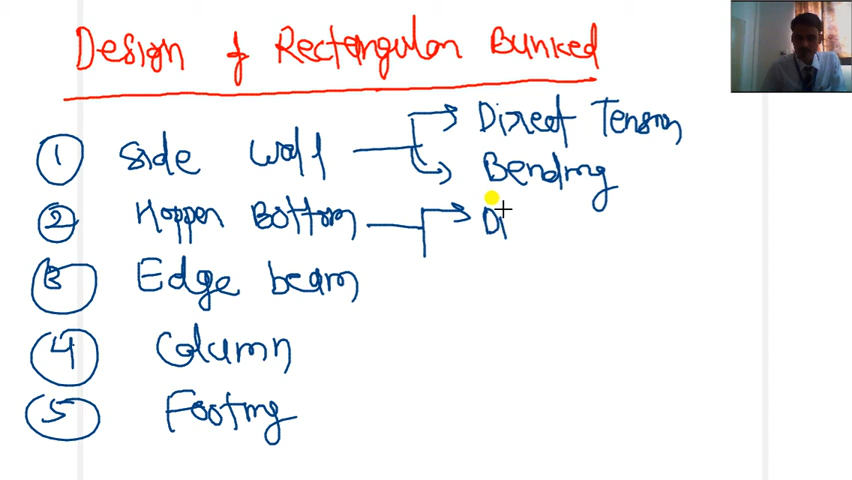 Design of Rectangular Bunked
1 Side Wall Direct Tension
Bending
2 Hopper Bottom Di
3 Edge beam
4 Column
5 Footing